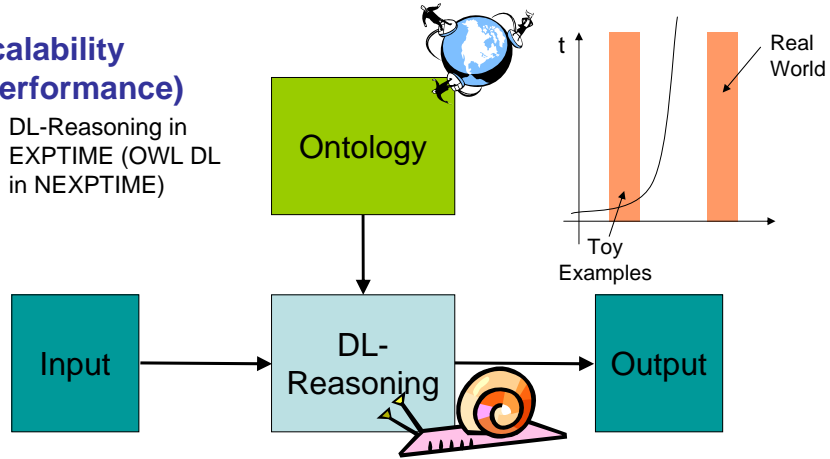 calability
erformance)
DL-Reasoning in
EXPTIME (OWL DL
in NEXPTIME)
Ontology
t
Real
World
Toy
Examples
Input
DL-
Reasoning
Output